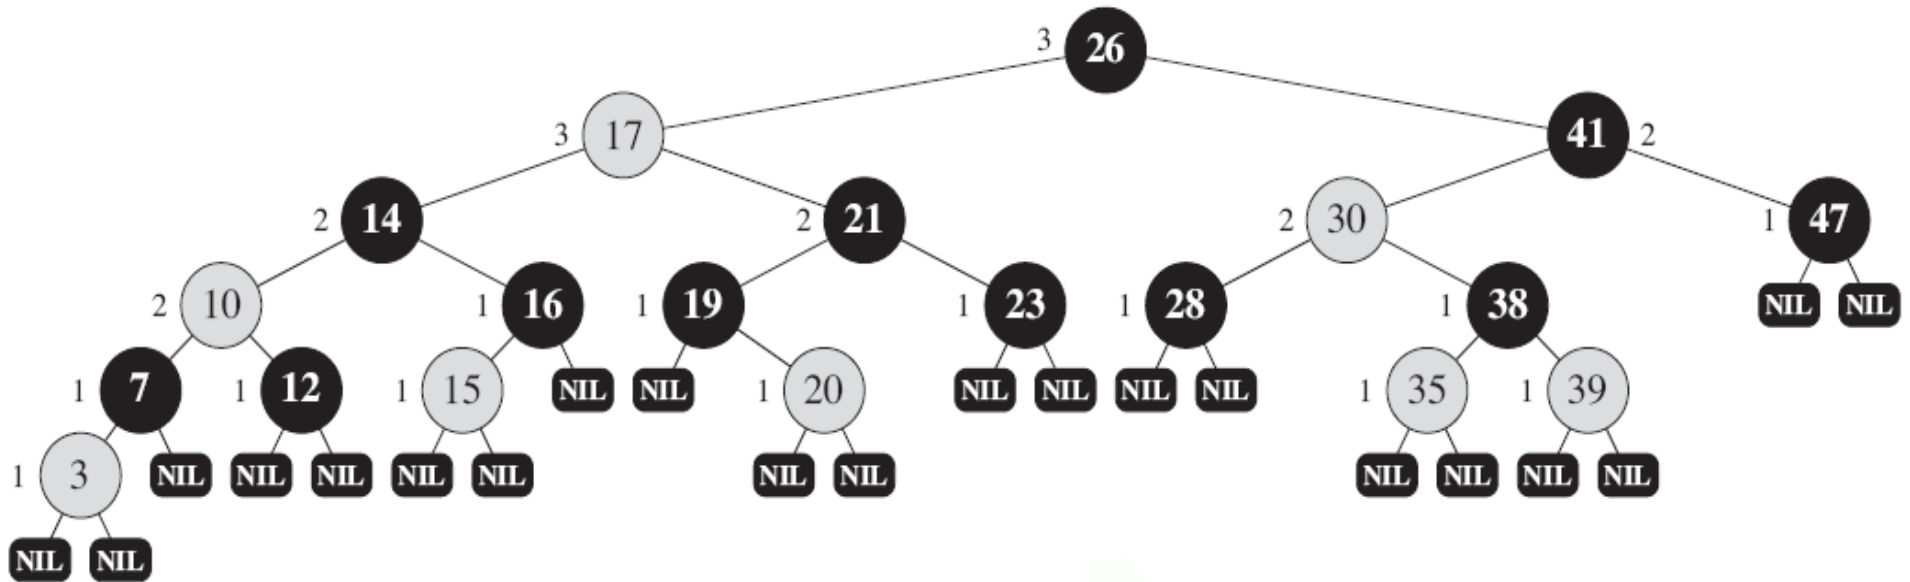 3 26
3 17 41 2
2 14 2 21 2 30 1 47
2 10 1 16 1 19 1 23 1 28 1 38 NIL NIL
1 7 1 12 1 15 NIL NIL 1 20 NIL NIL NIL NIL 1 35 1 39
1 3 NIL NIL NIL NIL NIL NIL NIL NIL NIL NIL NIL
NIL NIL